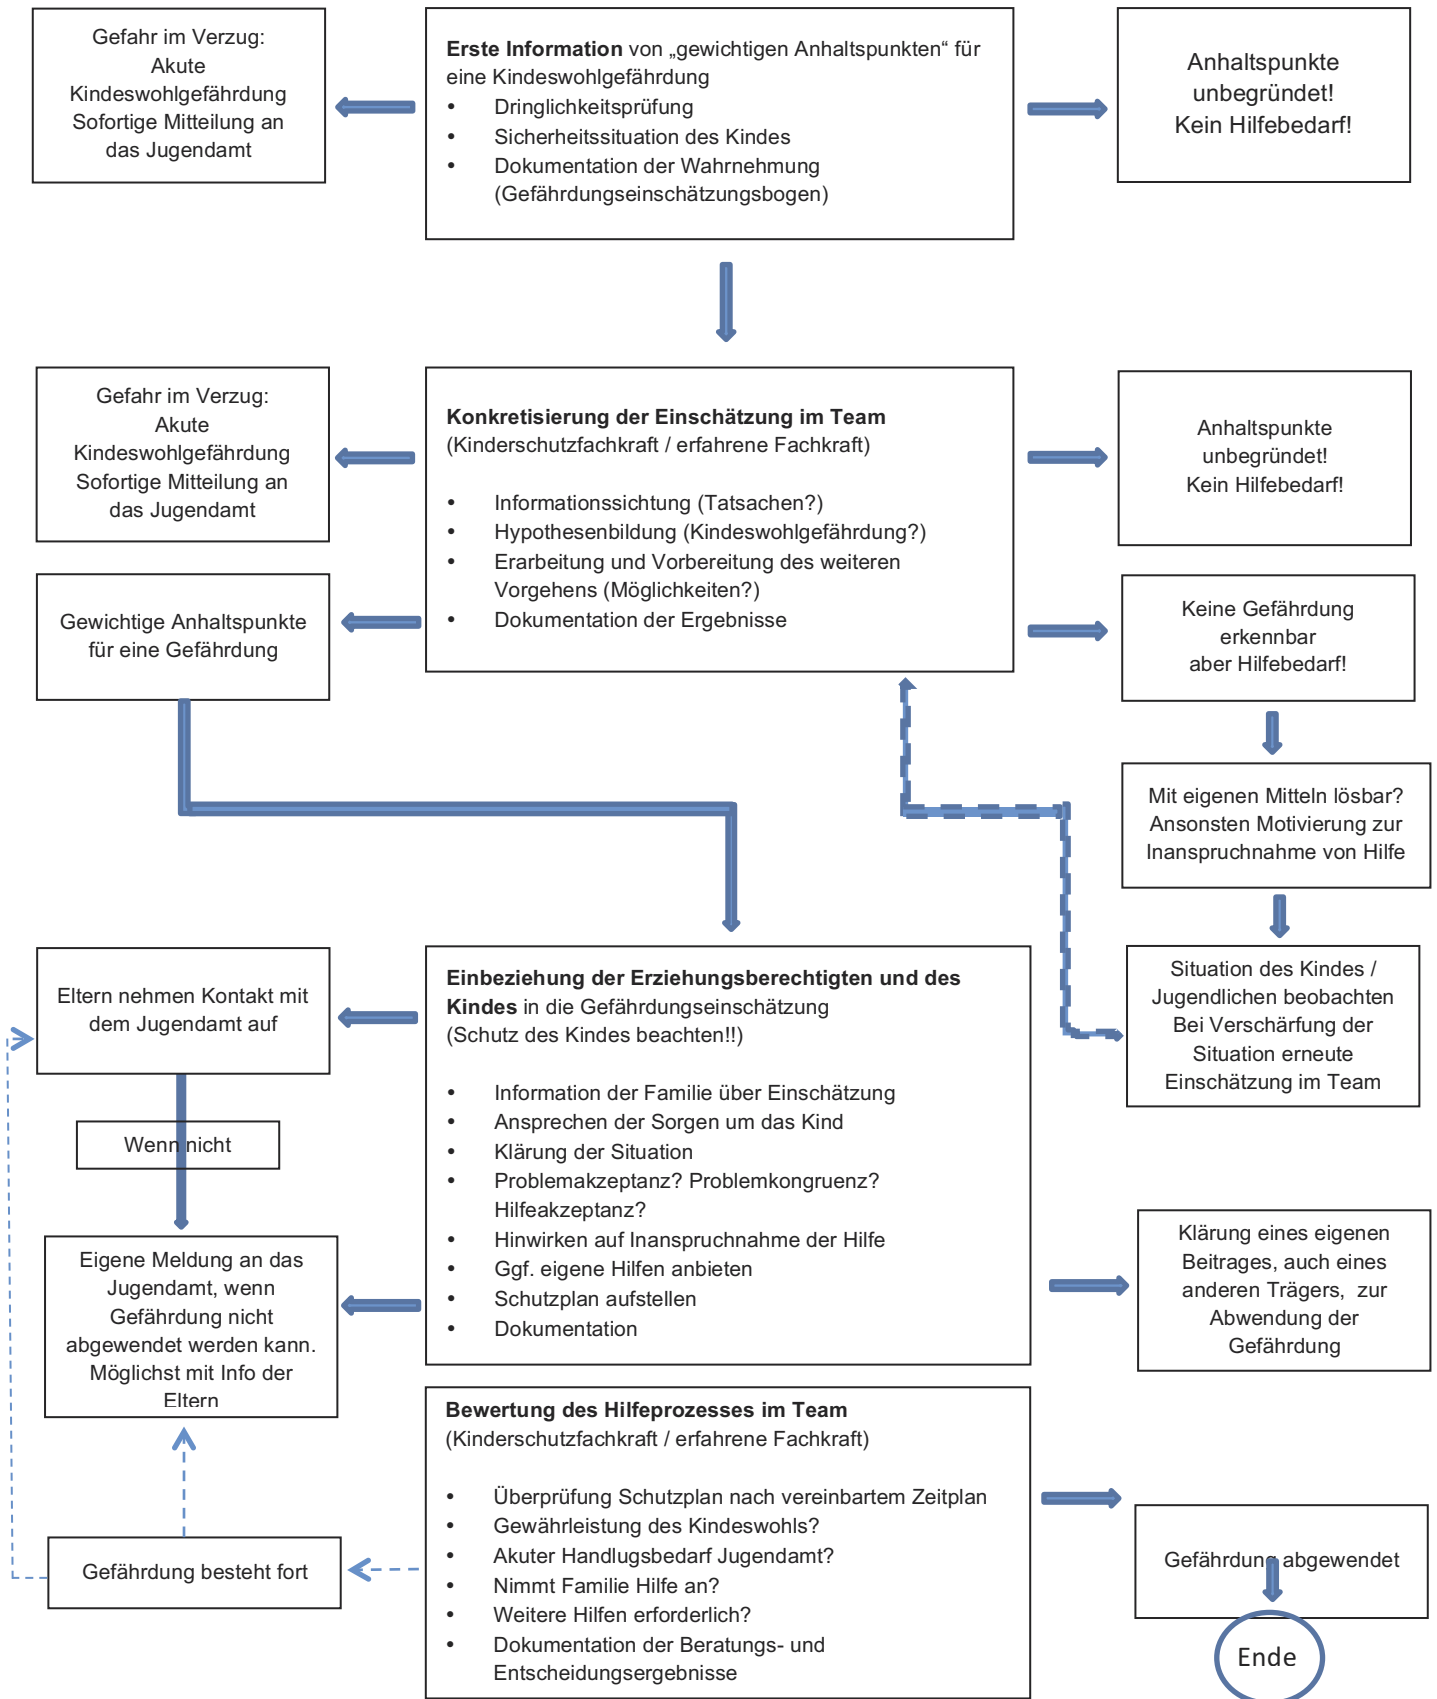 Gefahr im Verzug:
Akute
Kindeswohlgefährdung
Sofortige Mitteilung an
das Jugendamt
Erste Information von „gewichtigen Anhaltspunkten“ für
eine Kindeswohlgefährdung
• Dringlichkeitsprüfung
• Sicherheitssituation des Kindes
• Dokumentation der Wahrnehmung
(Gefährdungseinschätzungsbogen)
Anhaltspunkte
unbegründet!
Kein Hilfebedarf!
Gefahr im Verzug:
Akute
Kindeswohlgefährdung
Sofortige Mitteilung an
das Jugendamt
Konkretisierung der Einschätzung im Team
(Kinderschutzfachkraft / erfahrene Fachkraft)
• Informationssichtung (Tatsachen?)
• Hypothesenbildung (Kindeswohlgefährdung?)
• Erarbeitung und Vorbereitung des weiteren
Vorgehens (Möglichkeiten?)
• Dokumentation der Ergebnisse
Anhaltspunkte
unbegründet!
Kein Hilfebedarf!
Gewichtige Anhaltspunkte
für eine Gefährdung
Keine Gefährdung
erkennbar
aber Hilfebedarf!
Mit eigenen Mitteln lösbar?
Ansonsten Motivierung zur
Inanspruchnahme von Hilfe
Situation des Kindes /
Jugendlichen beobachten
Bei Verschärfung der
Situation erneute
Einschätzung im Team
Eltern nehmen Kontakt mit
dem Jugendamt auf
Einbeziehung der Erziehungsberechtigten und des
Kindes in die Gefährdungseinschätzung
(Schutz des Kindes beachten!!)
• Information der Familie über Einschätzung
• Ansprechen der Sorgen um das Kind
• Klärung der Situation
• Problemakzeptanz? Problemkongruenz?
Hilfeakzeptanz?
• Hinwirken auf Inanspruchnahme der Hilfe
• Ggf. eigene Hilfen anbieten
• Schutzplan aufstellen
• Dokumentation
Wenn nicht
Eigene Meldung an das
Jugendamt, wenn
Gefährdung nicht
abgewendet werden kann.
Möglichst mit Info der
Eltern
Klärung eines eigenen
Beitrages, auch eines
anderen Trägers, zur
Abwendung der
Gefährdung
Bewertung des Hilfeprozesses im Team
(Kinderschutzfachkraft / erfahrene Fachkraft)
• Überprüfung Schutzplan nach vereinbartem Zeitplan
• Gewährleistung des Kindeswohls?
• Akuter Handlugsbedarf Jugendamt?
• Nimmt Familie Hilfe an?
• Weitere Hilfen erforderlich?
• Dokumentation der Beratungs- und
Entscheidungsergebnisse
Gefährdung besteht fort
Gefährdung abgewendet
Ende